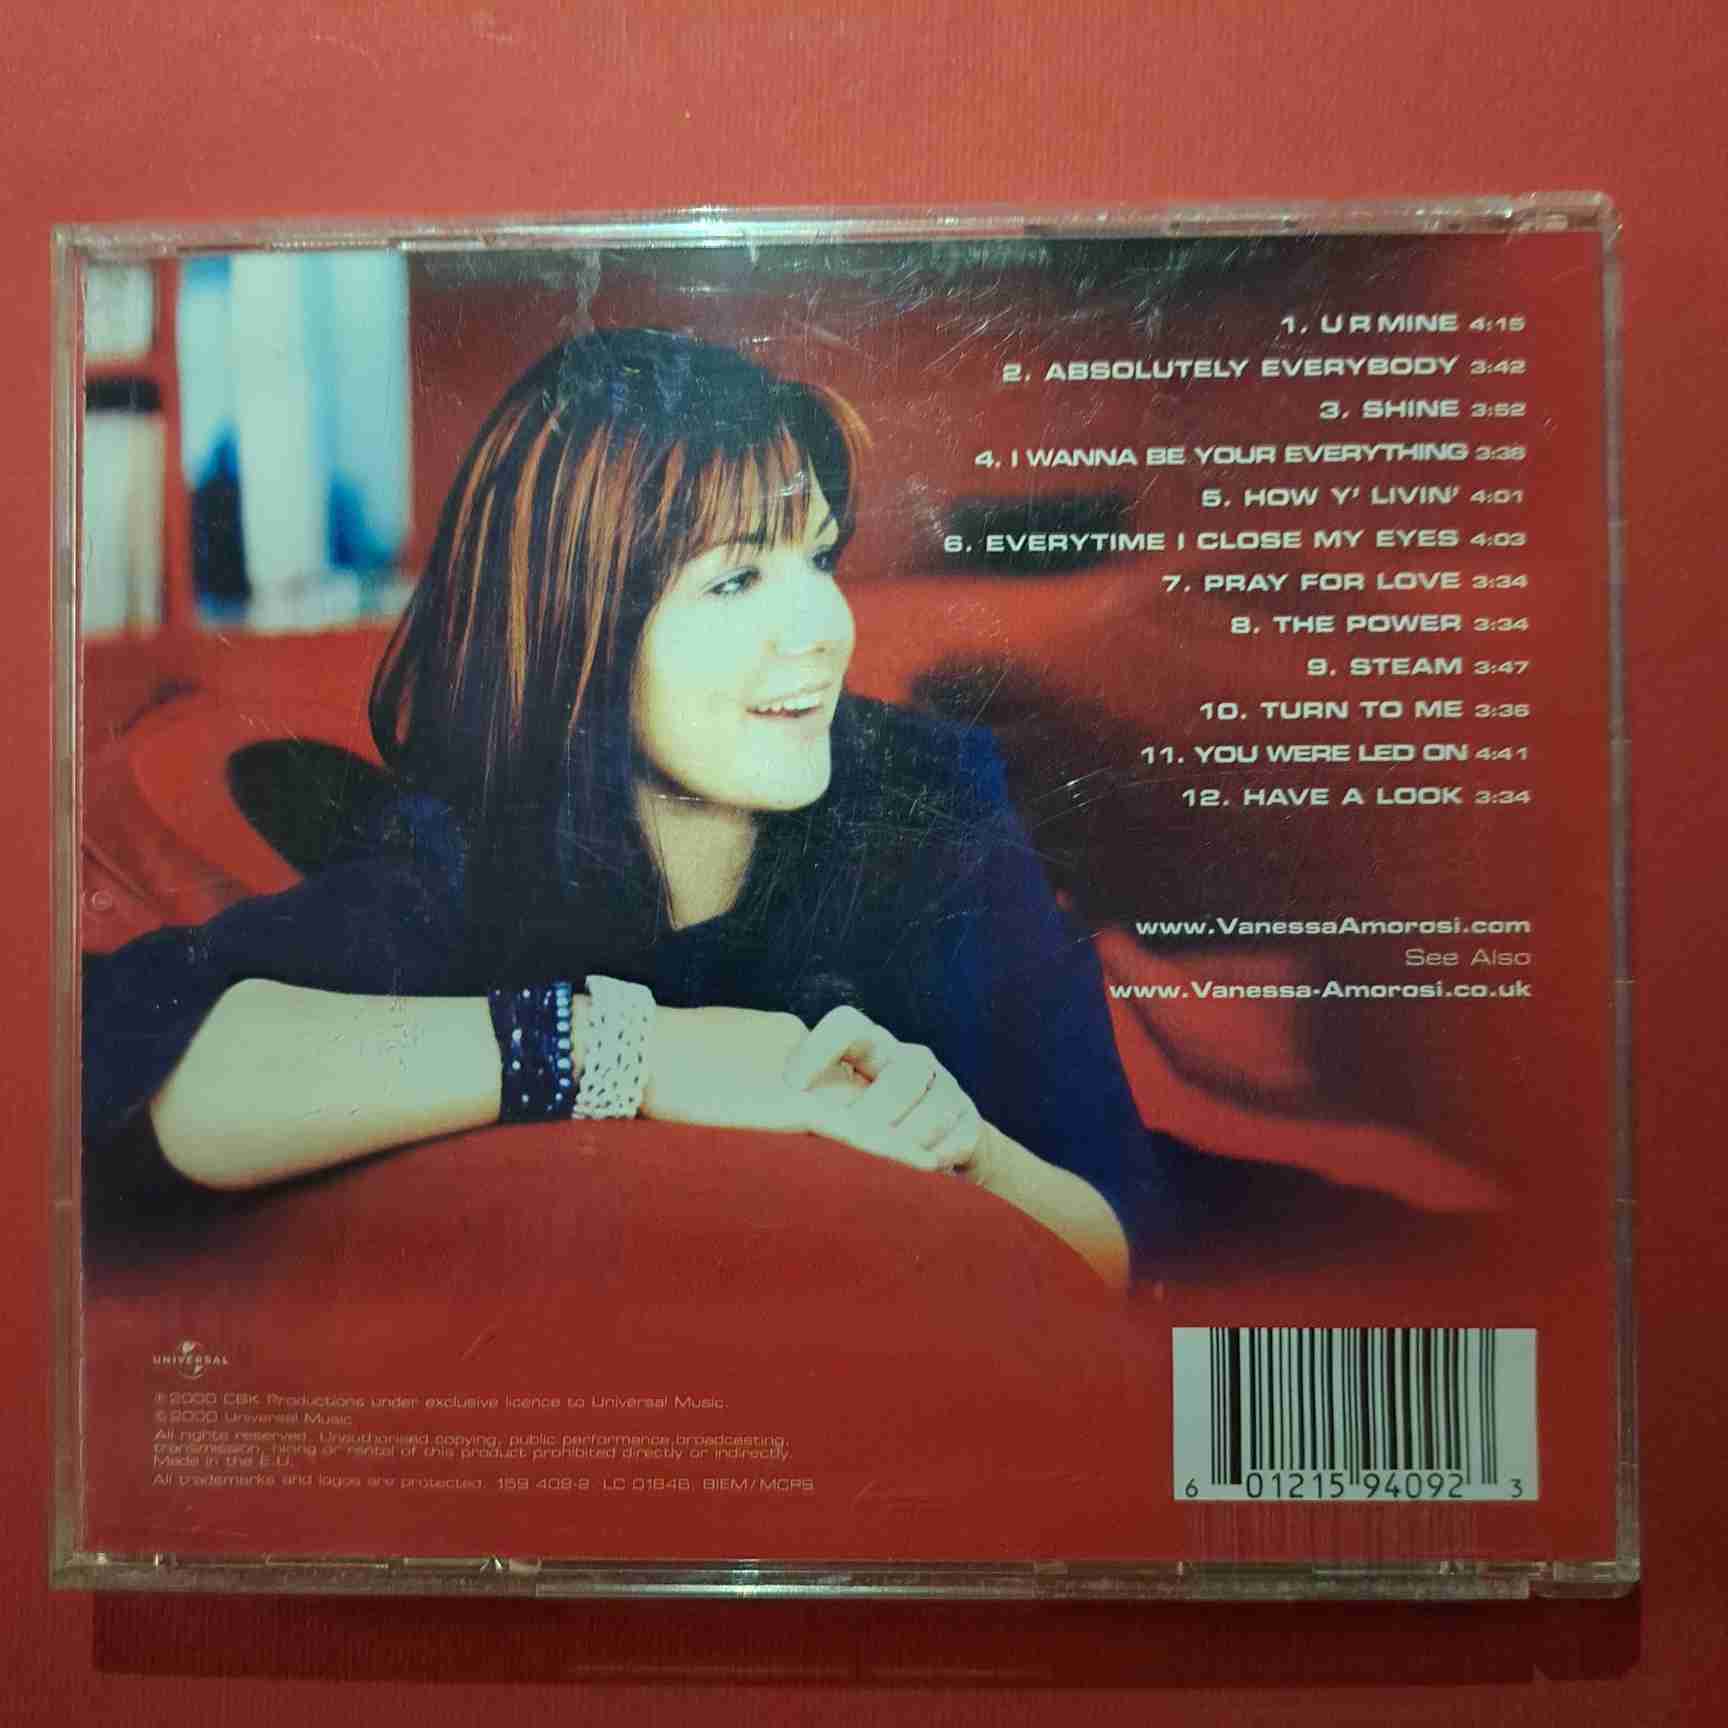 1. U R MINE 4:15
2. ABSOLUTELY EVERYBODY 3:42
3. SHINE 3:52
4. I WANNA BE YOUR EVERYTHING 3:38
5. HOW Y' LIVIN' 4:01
6. EVERYTIME I CLOSE MY EYES 4:03
7. PRAY FOR LOVE 3:34
8. THE POWER 3:34
9. STEAM 3:47
10. TURN TO ME 3:36
11. YOU WERE LED ON 4:41
12. HAVE A LOOK 3:34
www.VanessaAmorosi.com
See Also
www.Vanessa-Amorosi.co.uk
UNIVERSAL
℗ 2000 CBK Productions under exclusive licence to Universal Music.
© 2000 Universal Music
All rights reserved. Unauthorised copying, public performance, broadcasting,
transmission, hiring or rental of this product prohibited directly or indirectly.
Made in the E.U.
All trademarks and logos are protected. 159 409-2. LC 01846. BIEM/MCPS
6 01215 94092 3